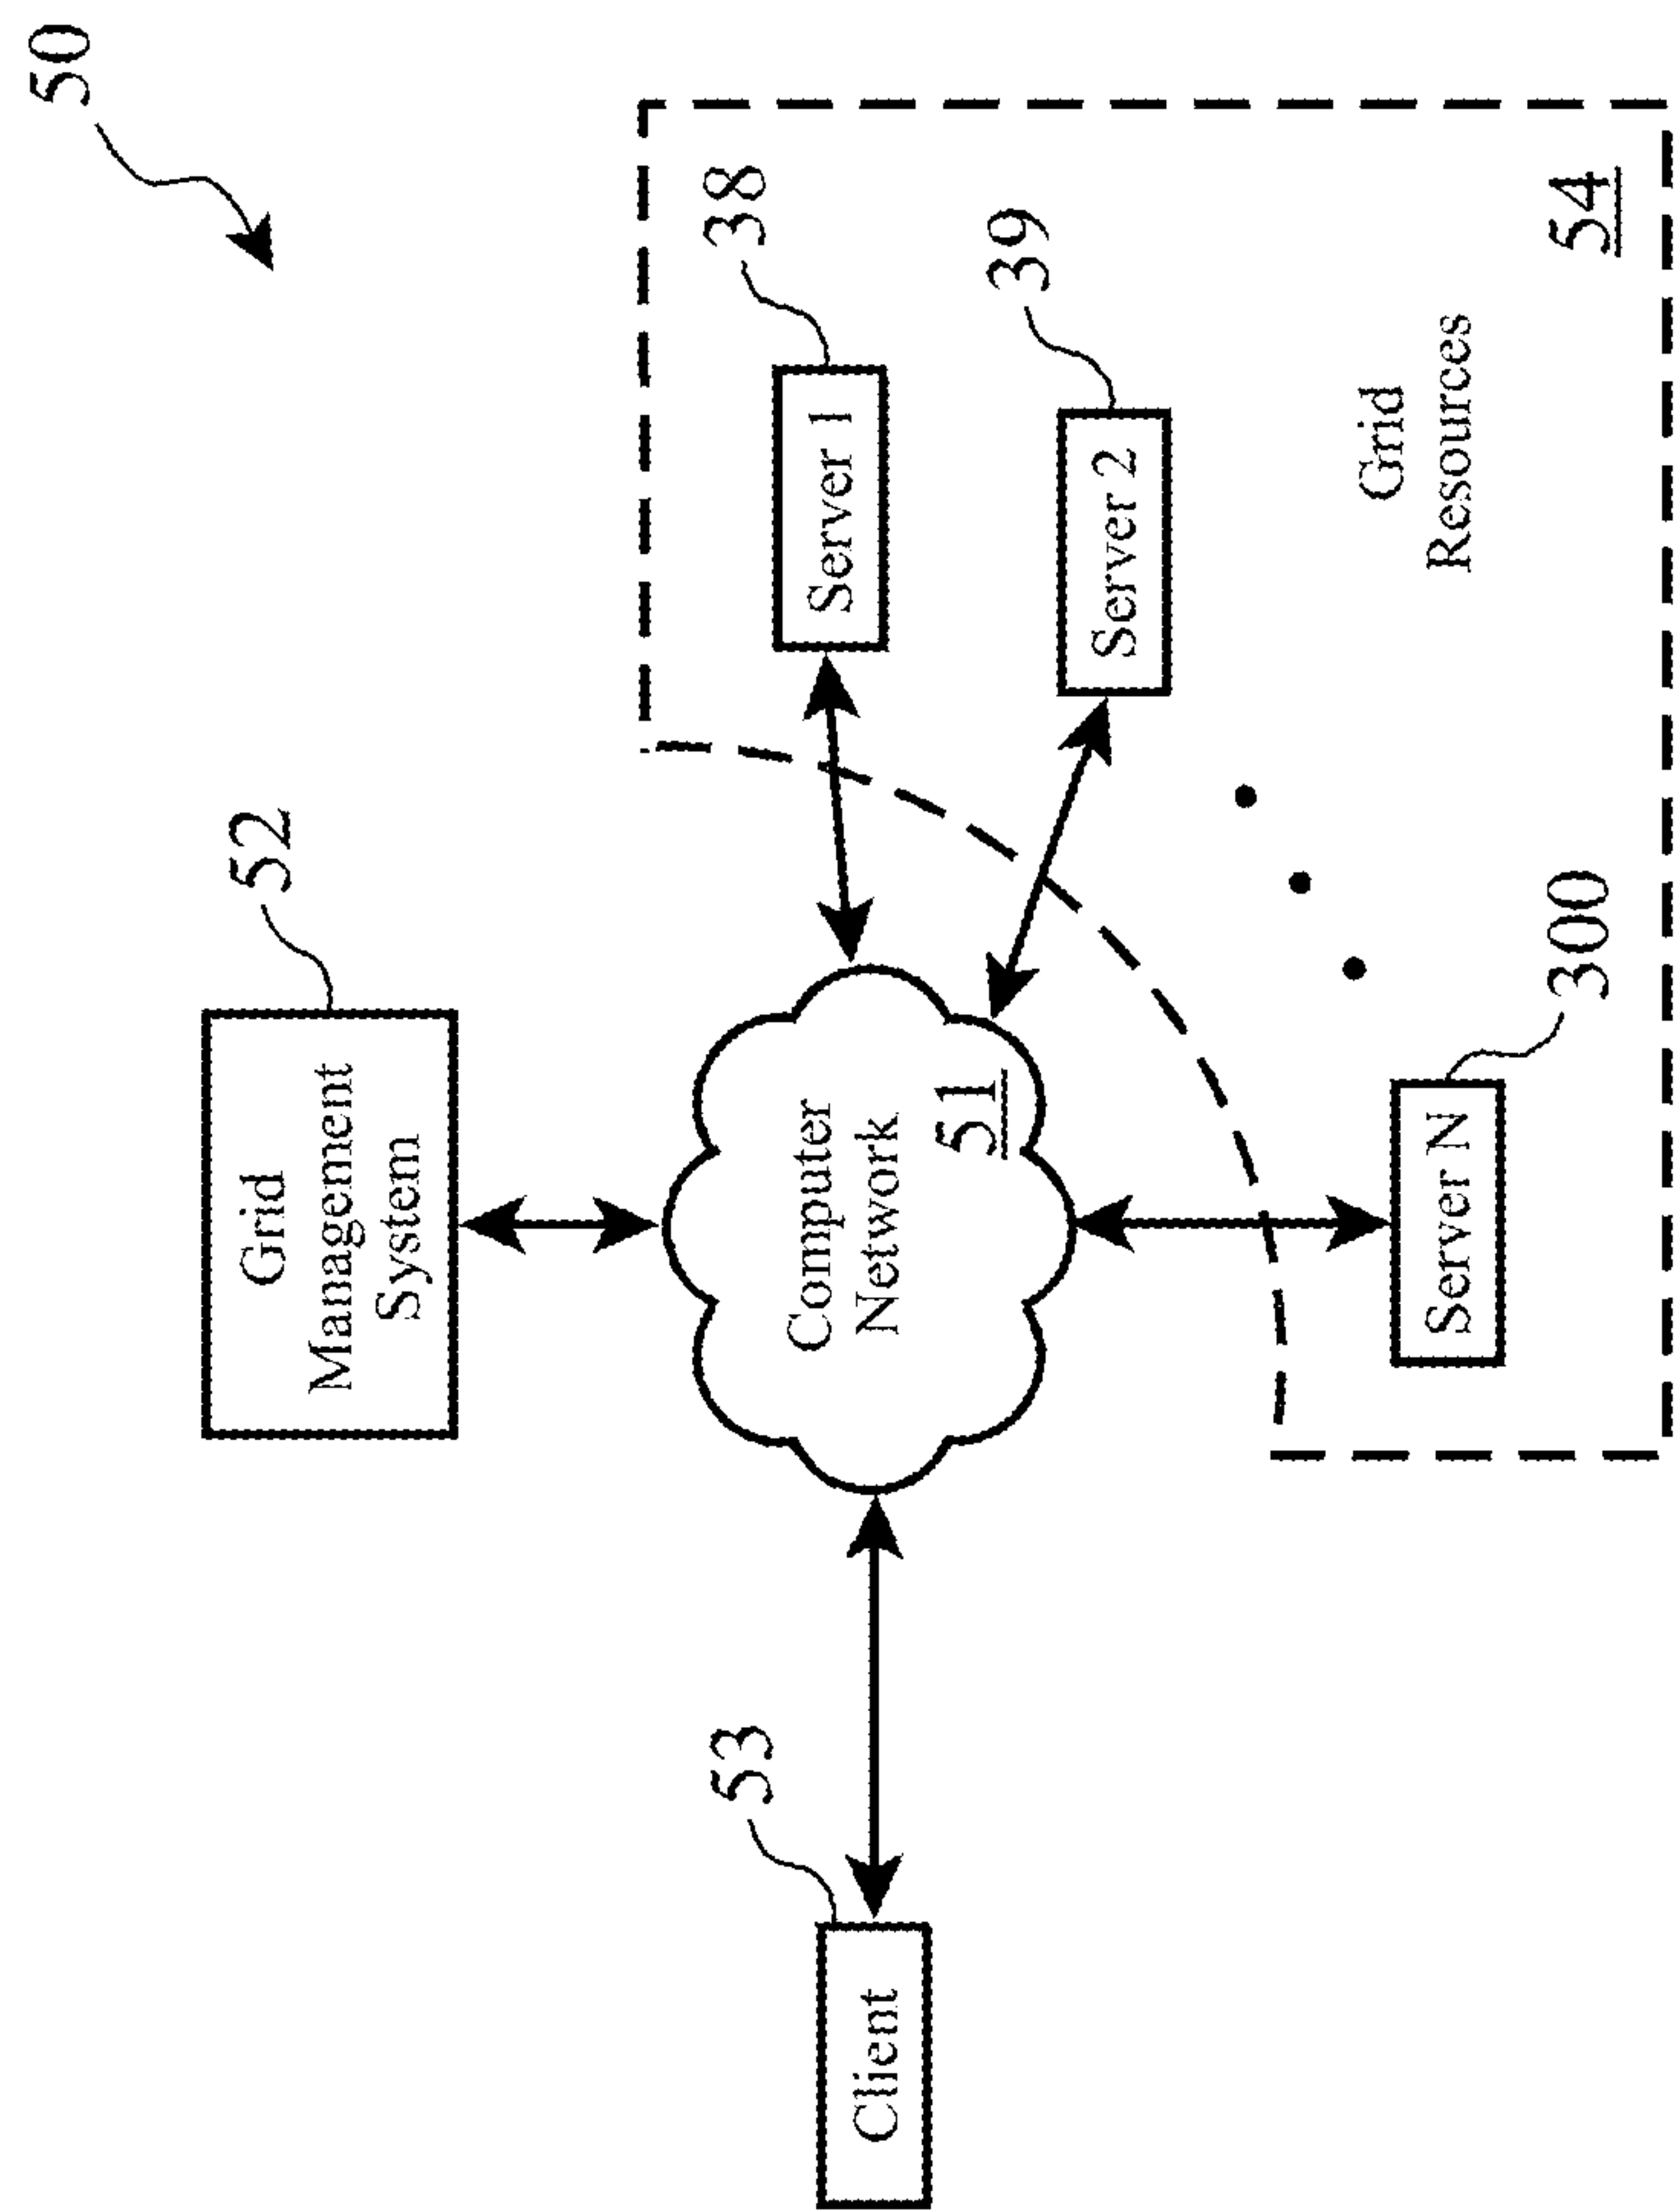 50
52
Grid
Management
System
53
Client
Computer
Network
51
38
Server 1
39
Server 2
300
Server N
Grid
Resources
54